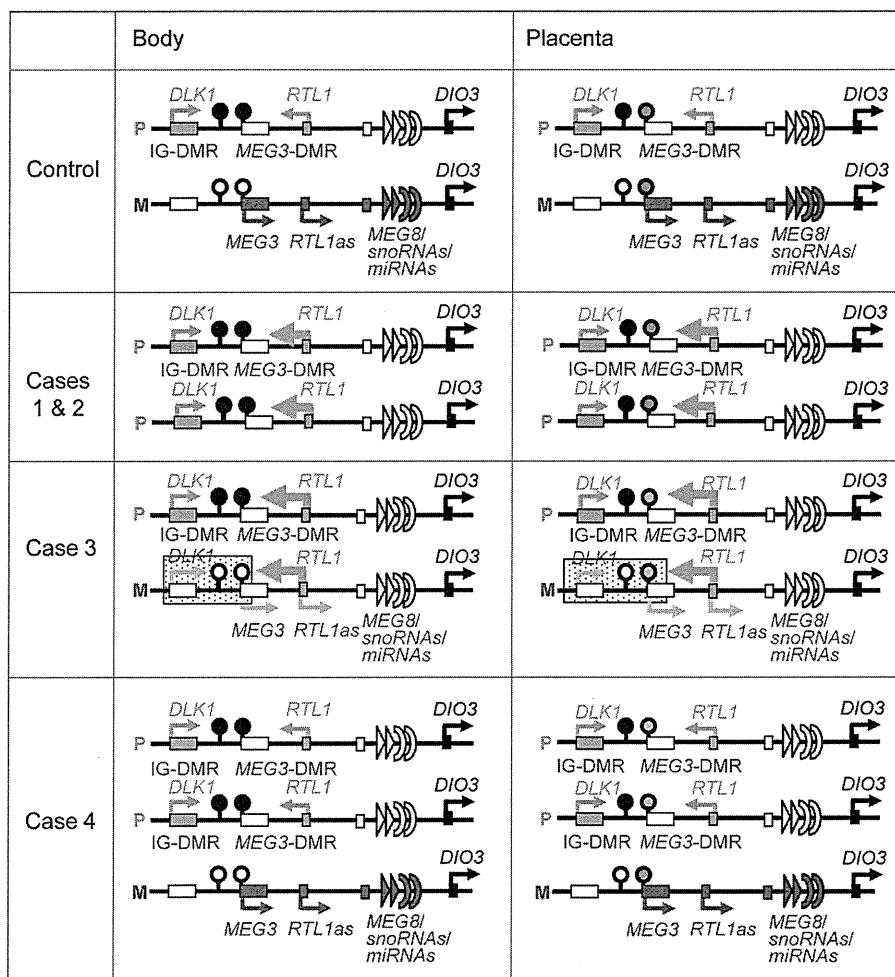 Body Placenta
Control
DLK1 RTL1 DIO3
P
IG-DMR MEG3-DMR
DIO3
M
MEG3 RTL1as MEG8/
snoRNAs/
miRNAs
DLK1 RTL1 DIO3
P
IG-DMR MEG3-DMR
DIO3
M
MEG3 RTL1as MEG8/
snoRNAs/
miRNAs
Cases
1 & 2
DLK1 RTL1 DIO3
P
IG-DMR MEG3-DMR
DLK1 RTL1 DIO3
P
DLK1 RTL1 DIO3
P
IG-DMR MEG3-DMR
DLK1 RTL1 DIO3
P
Case 3
DLK1 RTL1 DIO3
P
IG-DMR MEG3-DMR
DLK1 RTL1 DIO3
M
MEG3 RTL1as MEG8/
snoRNAs/
miRNAs
DLK1 RTL1 DIO3
P
IG-DMR MEG3-DMR
DLK1 RTL1 DIO3
M
MEG3 RTL1as MEG8/
snoRNAs/
miRNAs
Case 4
DLK1 RTL1 DIO3
P
IG-DMR MEG3-DMR
DLK1 RTL1 DIO3
P
IG-DMR MEG3-DMR
DIO3
M
MEG3 RTL1as MEG8/
snoRNAs/
miRNAs
DLK1 RTL1 DIO3
P
IG-DMR MEG3-DMR
DLK1 RTL1 DIO3
P
IG-DMR MEG3-DMR
DIO3
M
MEG3 RTL1as MEG8/
snoRNAs/
miRNAs